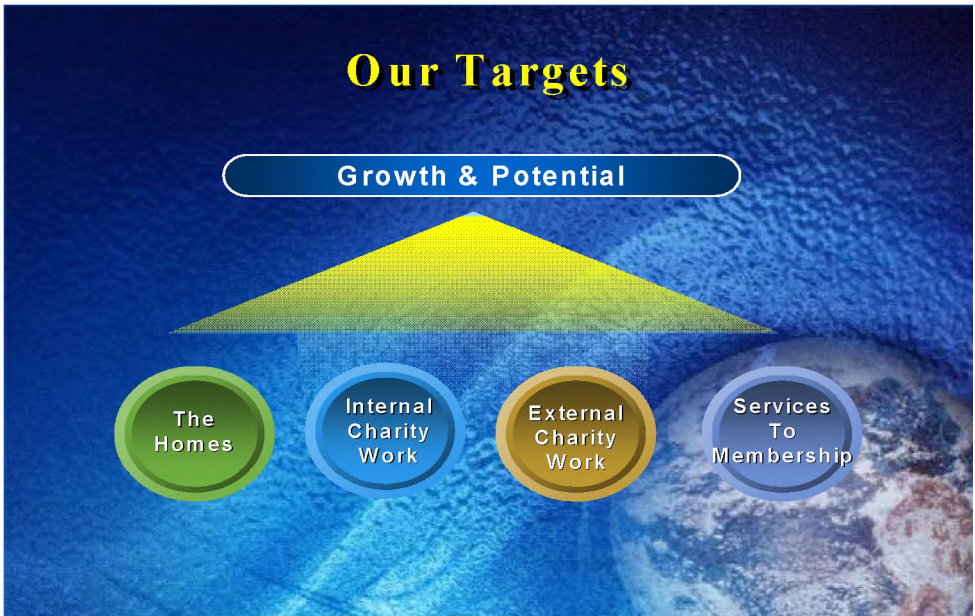 Our Targets
Growth & Potential
The
Homes
Internal
Charity
Work
External
Charity
Work
Services
To
Membership